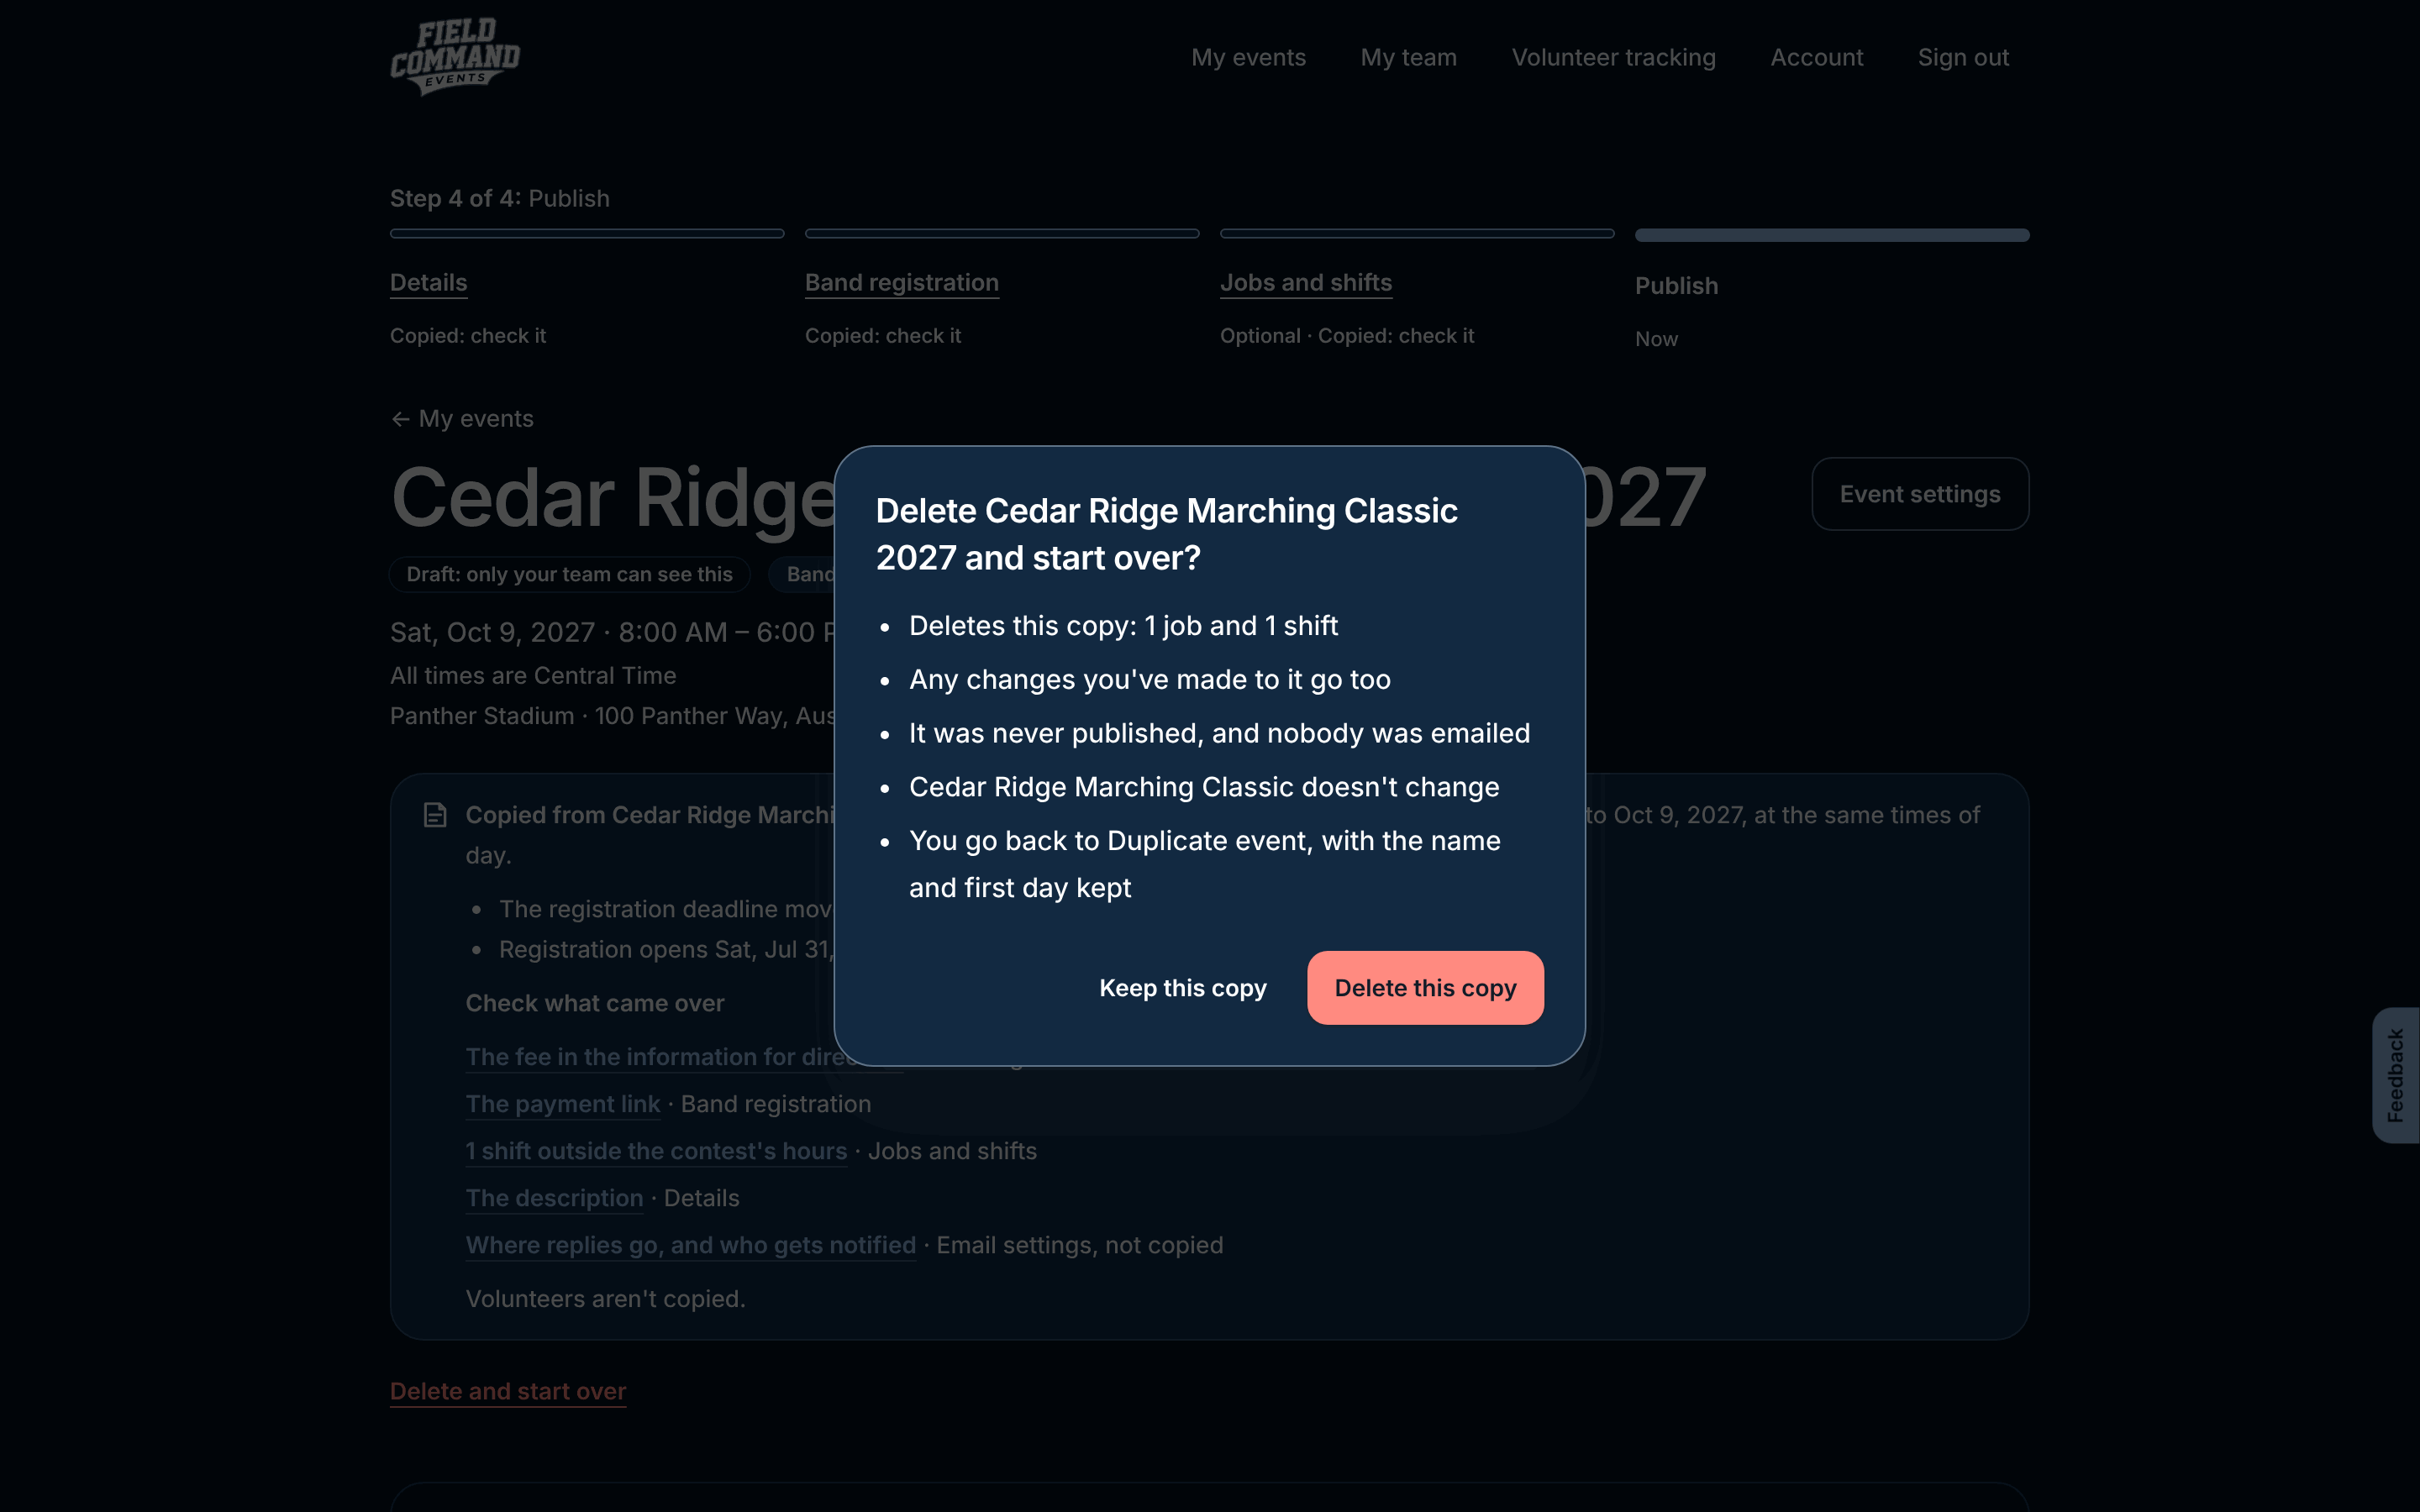 FIELD
COMMAND
EVENTS
My events
My team
Volunteer tracking
Account
Sign out
Step 4 of 4: Publish
Details
Band registration
Jobs and shifts
Publish
Copied: check it
Copied: check it
Optional · Copied: check it
Now
← My events
Cedar Ridge
027
Event settings
Draft: only your team can see this
Band
Sat, Oct 9, 2027 · 8:00 AM – 6:00
All times are Central Time
Panther Stadium · 100 Panther Way,
Delete Cedar Ridge Marching Classic
2027 and start over?
• Deletes this copy: 1 job and 1 shift
• Any changes you've made to it go too
• It was never published, and nobody was emailed
• Cedar Ridge Marching Classic doesn't change
• You go back to Duplicate event, with the name
and first day kept
Keep this copy
Delete this copy
Copied from Cedar Ridge
to Oct 9, 2027, at the same times of
day.
• The registration deadline
• Registration opens Sat, Jul 31,
Check what came over
The fee in the information for
The payment link · Band registration
1 shift outside the contest's hours · Jobs and shifts
The description · Details
Where replies go, and who gets notified · Email settings, not copied
Volunteers aren't copied.
Delete and start over
Feedback